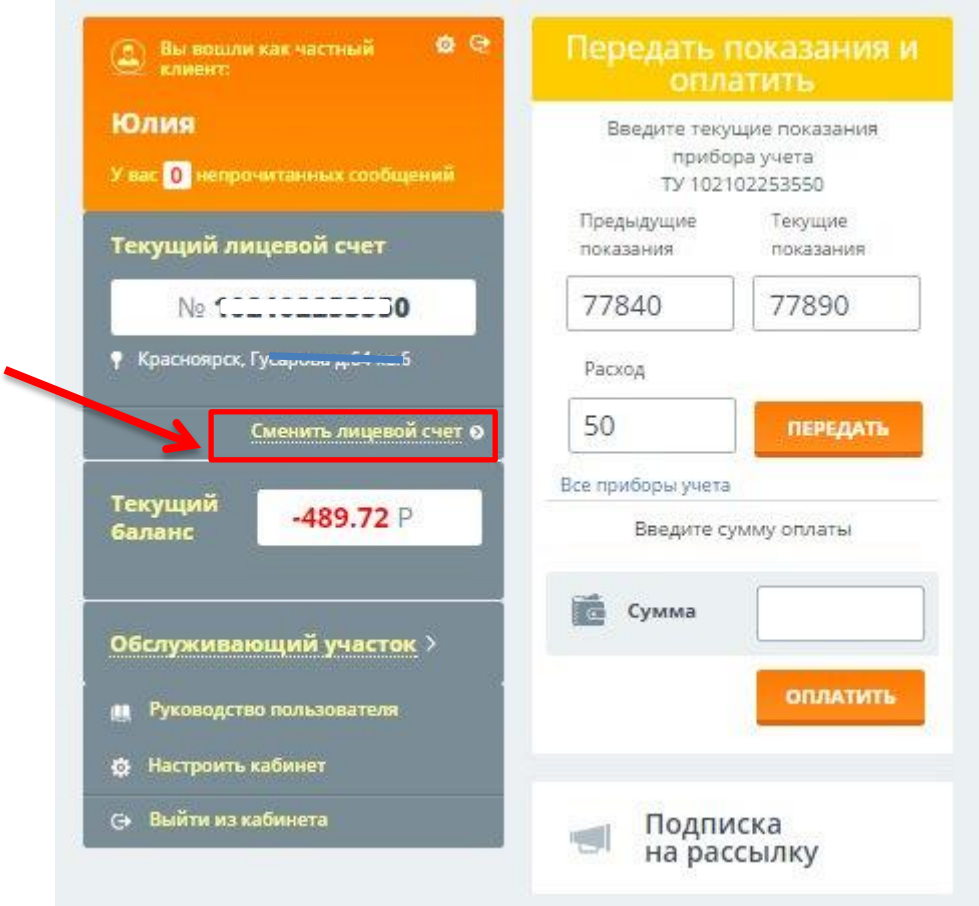 Вы вошли как частный
клиент:
Юлия
У вас 0 непрочитанных сообщений
Текущий лицевой счет
№
Красноярск,
Сменить лицевой счет
Текущий
баланс
-489.72 Р
Обслуживающий участок
Руководство пользователя
Настроить кабинет
Выйти из кабинета
Передать показания и
оплатить
Введите текущие показания
прибора учета
ТУ 102102253550
Предыдущие
показания
Текущие
показания
77840
77890
Расход
50
ПЕРЕДАТЬ
Все приборы учета
Введите сумму оплаты
Сумма
ОПЛАТИТЬ
Подписка
на рассылку